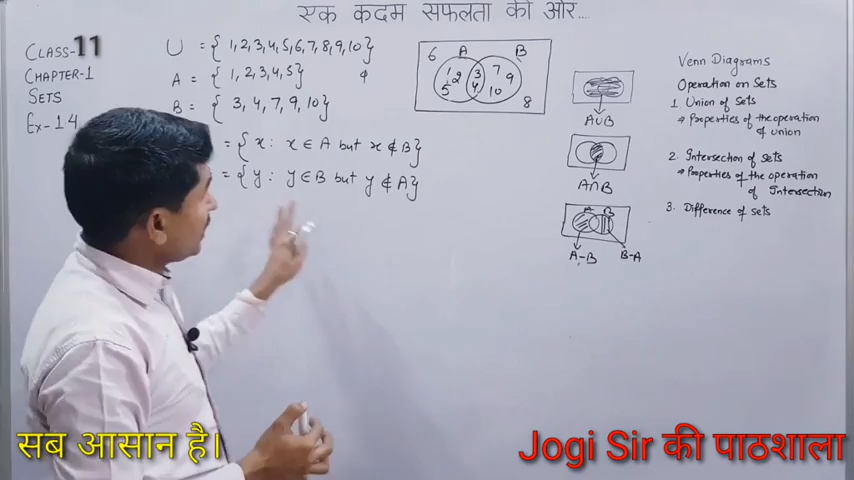 एक कदम सफलता की ओर...
CLASS-11
CHAPTER-1
SETS
Ex-14
U = {1,2,3,4,5,6,7,8,9,10}
A = {1,2,3,4,5}
φ
B = {3,4,7,9,10}
= {x: x∈A but x∉B}
= {y: y∈B but y∉A}
6 A B
1 2 3 7 9
5 4 10
8
A∪B
A∩B
A B
A-B B-A
Venn Diagrams
Operation on Sets
1. Union of Sets
→ Properties of the operation
of union
2. Intersection of Sets
→ Properties of the operation
of Intersection
3. Difference of sets
सब आसान है।
Jogi Sir की पाठशाला